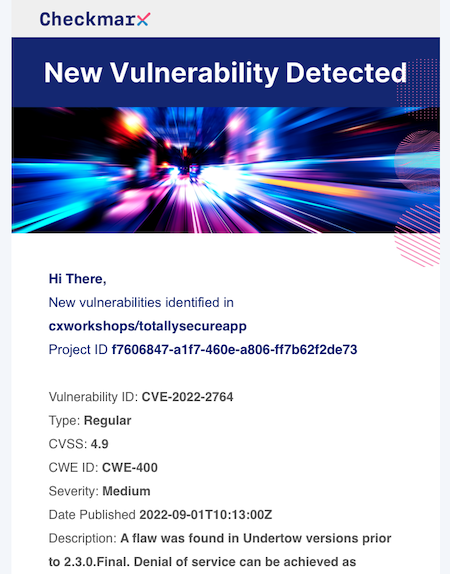 Checkmarx
New Vulnerability Detected
Hi There,
New vulnerabilities identified in
cxworkshops/totallysecureapp
Project ID f7606847-a1f7-460e-a806-ff7b62f2de73
Vulnerability ID: CVE-2022-2764
Type: Regular
CVSS: 4.9
CWE ID: CWE-400
Severity: Medium
Date Published 2022-09-01T10:13:00Z
Description: A flaw was found in Undertow versions prior
to 2.3.0.Final. Denial of service can be achieved as